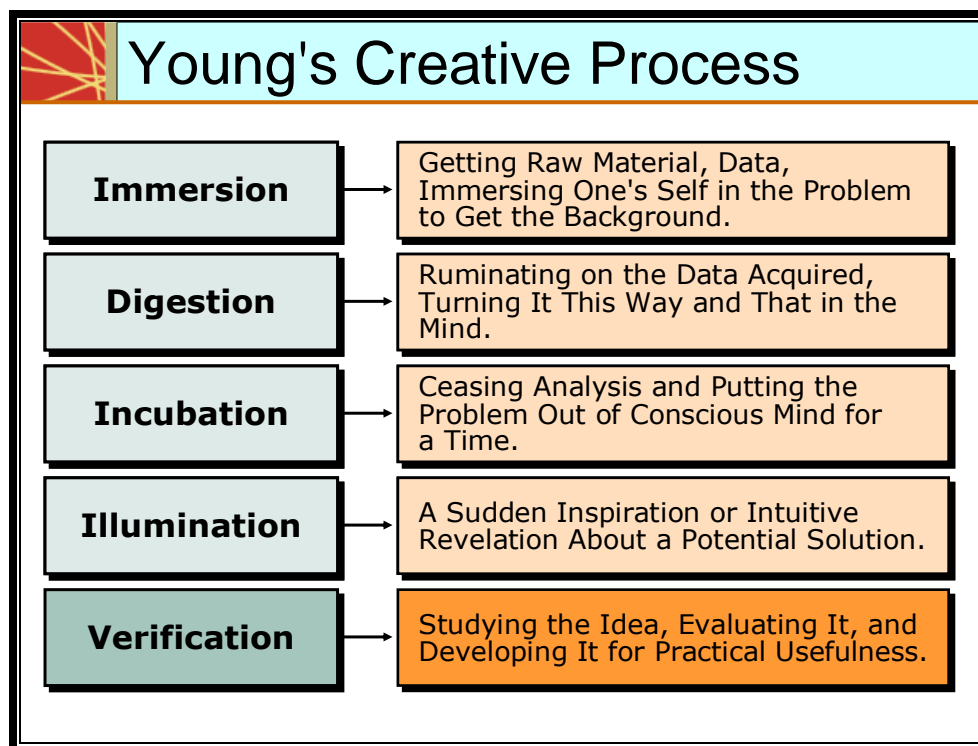 Young's Creative Process
Immersion
Getting Raw Material, Data,
Immersing One's Self in the Problem
to Get the Background.
Digestion
Ruminating on the Data Acquired,
Turning It This Way and That in the
Mind.
Incubation
Ceasing Analysis and Putting the
Problem Out of Conscious Mind for
a Time.
Illumination
A Sudden Inspiration or Intuitive
Revelation About a Potential Solution.
Verification
Studying the Idea, Evaluating It, and
Developing It for Practical Usefulness.